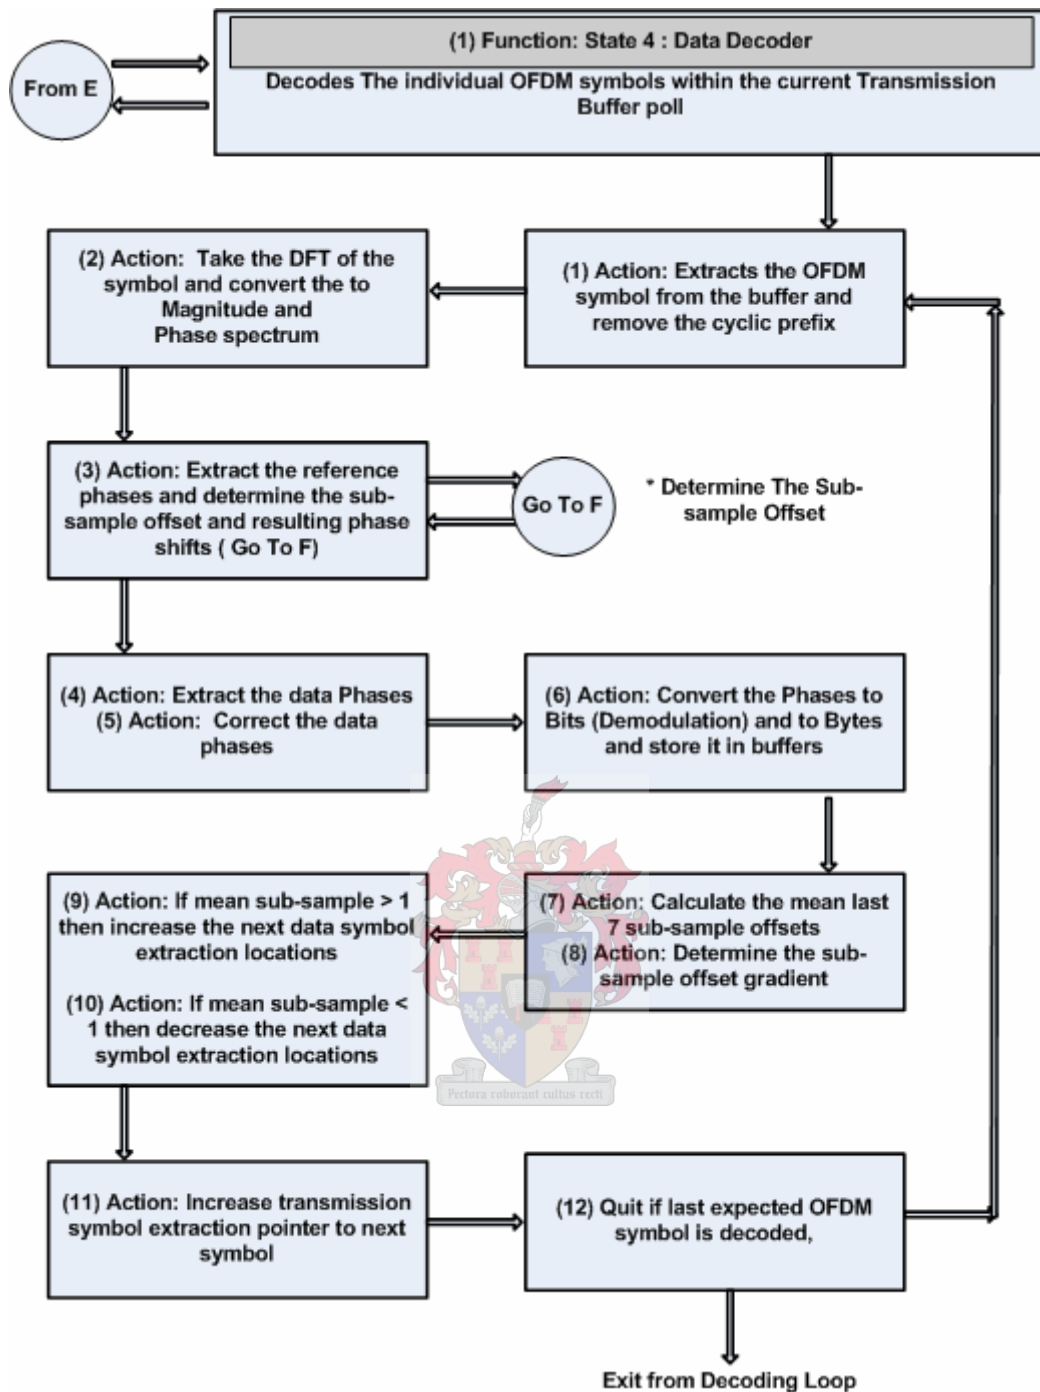 From E
(1) Function: State 4 : Data Decoder
Decodes The individual OFDM symbols within the current Transmission
Buffer poll
(1) Action: Extracts the OFDM
symbol from the buffer and
remove the cyclic prefix
(2) Action:  Take the DFT of the
symbol and convert the to
Magnitude and
Phase spectrum
(3) Action: Extract the reference
phases and determine the sub-
sample offset and resulting phase
shifts ( Go To F)
Go To F
* Determine The Sub-
sample Offset
(4) Action: Extract the data Phases
(5) Action:  Correct the data
phases
(6) Action: Convert the Phases to
Bits (Demodulation) and to Bytes
and store it in buffers
(7) Action: Calculate the mean last
7 sub-sample offsets
(8) Action: Determine the sub-
sample offset gradient
(9) Action: If mean sub-sample > 1
then increase the next data symbol
extraction locations
(10) Action: If mean sub-sample <
1 then decrease the next data
symbol extraction locations
Pectora roborant cultus recti
(11) Action: Increase transmission
symbol extraction pointer to next
symbol
(12) Quit if last expected OFDM
symbol is decoded,
Exit from Decoding Loop